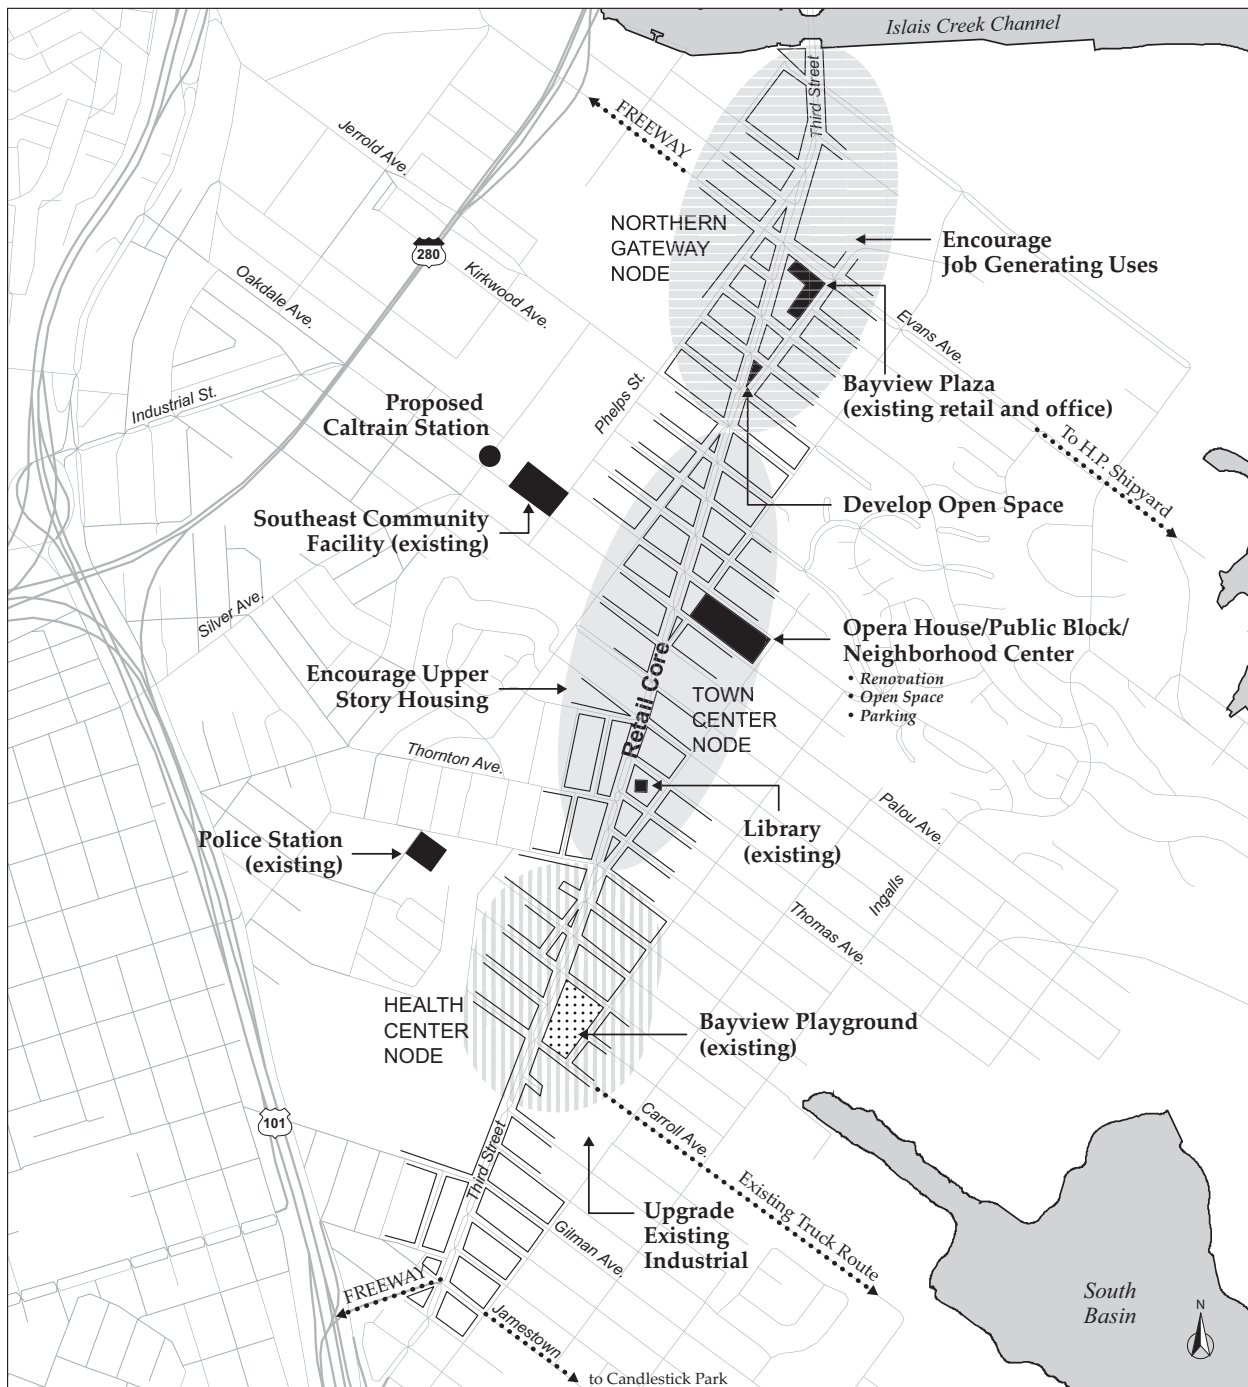 Islais Creek Channel
Third Street
FREEWAY
Jerrold Ave.
NORTHERN
GATEWAY
NODE
Encourage
Job Generating Uses
280
Kirkwood Ave.
Oakdale Ave.
Evans Ave.
Bayview Plaza
(existing retail and office)
Industrial St.
Phelps St.
Proposed
Caltrain Station
To H.P. Shipyard
Develop Open Space
Southeast Community
Facility (existing)
Silver Ave.
Opera House/Public Block/
Neighborhood Center
• Renovation
• Open Space
• Parking
Encourage Upper
Story Housing
Retail Core
TOWN
CENTER
NODE
Thornton Ave.
Palou Ave.
Library
(existing)
Police Station
(existing)
Ingalls
Thomas Ave.
HEALTH
CENTER
NODE
Bayview Playground
(existing)
101
Carroll Ave.
Third Street
Existing Truck Route
Upgrade
Existing
Industrial
Gilman Ave.
FREEWAY
South
Basin
N
Jamestown
to Candlestick Park